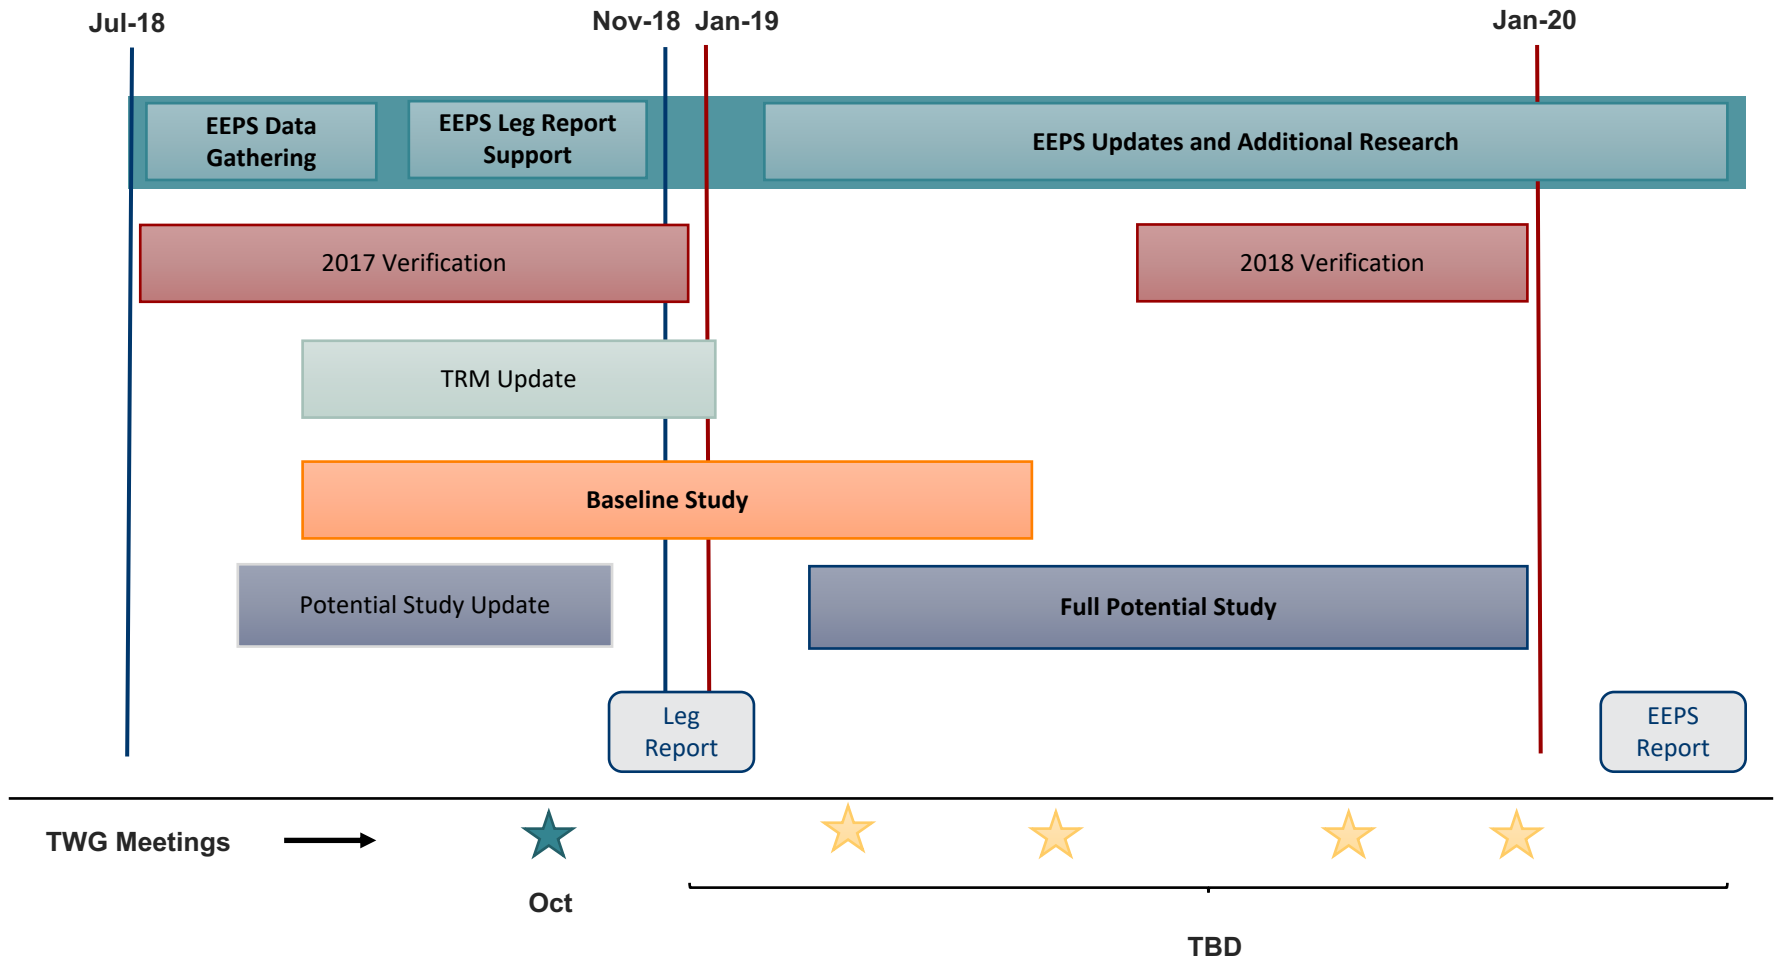 Jul-18
Nov-18
Jan-19
Jan-20
EEPS Data
Gathering
EEPS Leg Report
Support
EEPS Updates and Additional Research
2017 Verification
2018 Verification
TRM Update
Baseline Study
Potential Study Update
Full Potential Study
Leg
Report
EEPS
Report
TWG Meetings
Oct
TBD